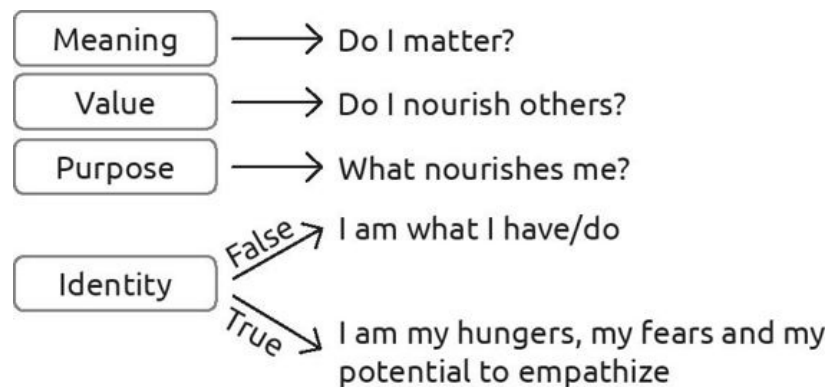 Meaning Do I matter?
Value Do I nourish others?
Purpose What nourishes me?
False I am what I have/do
Identity
True I am my hungers, my fears and my
potential to empathize